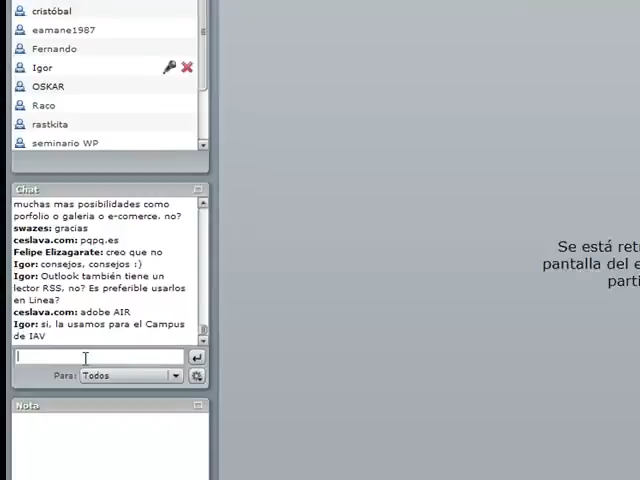 cristóbal
eamane1987
Fernando
Igor
OSKAR
Raco
rastkita
seminario WP
Chat
muchas mas posibilidades como
porfolio o galeria o e-comerce. no?
swazes: gracias
ceslava.com: pqpq.es
Felipe Elizagarate: creo que no
Igor: consejos, consejos :)
Igor: Outlook también tiene un
lector RSS, no? Es preferible usarlos
en Linea?
ceslava.com: adobe AIR
Igor: si, la usamos para el Campus
de IAV
Para: Todos
Nota
Se está ret
pantalla del e
parti